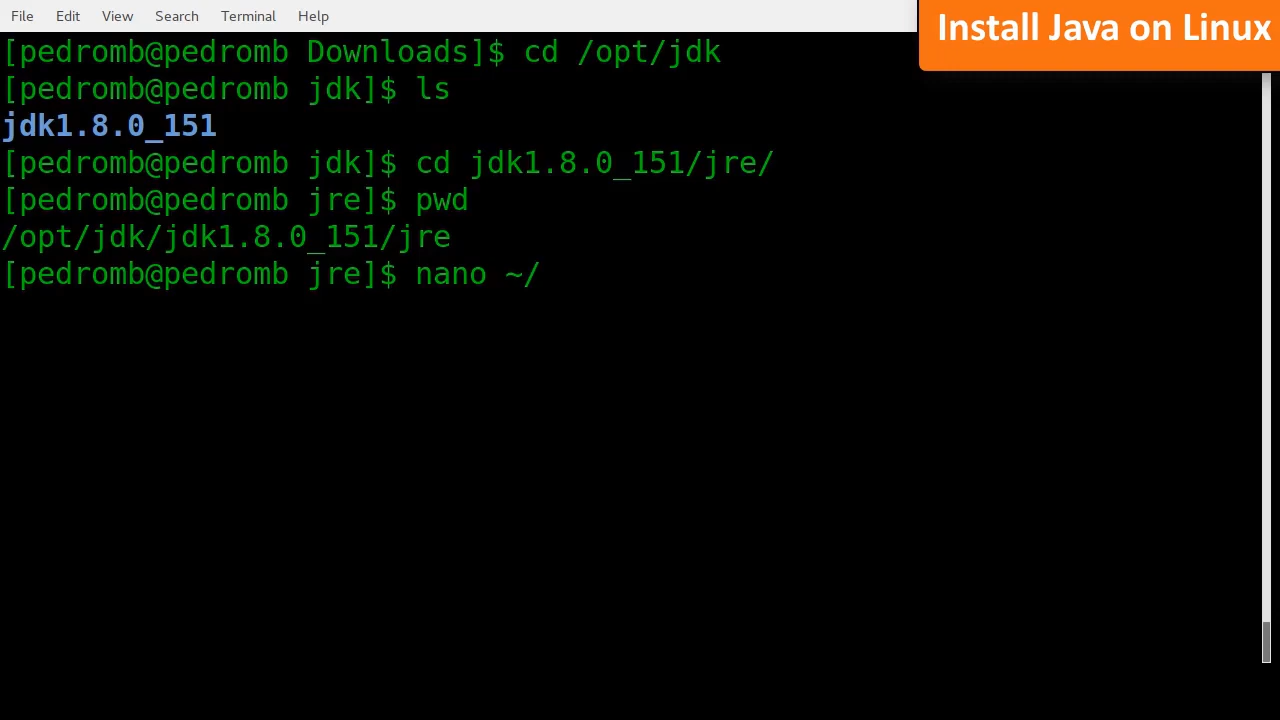 File Edit View Search Terminal Help
Install Java on Linux
[pedromb@pedromb Downloads]$ cd /opt/jdk
[pedromb@pedromb jdk]$ ls
jdk1.8.0_151
[pedromb@pedromb jdk]$ cd jdk1.8.0_151/jre/
[pedromb@pedromb jre]$ pwd
/opt/jdk/jdk1.8.0_151/jre
[pedromb@pedromb jre]$ nano ~/